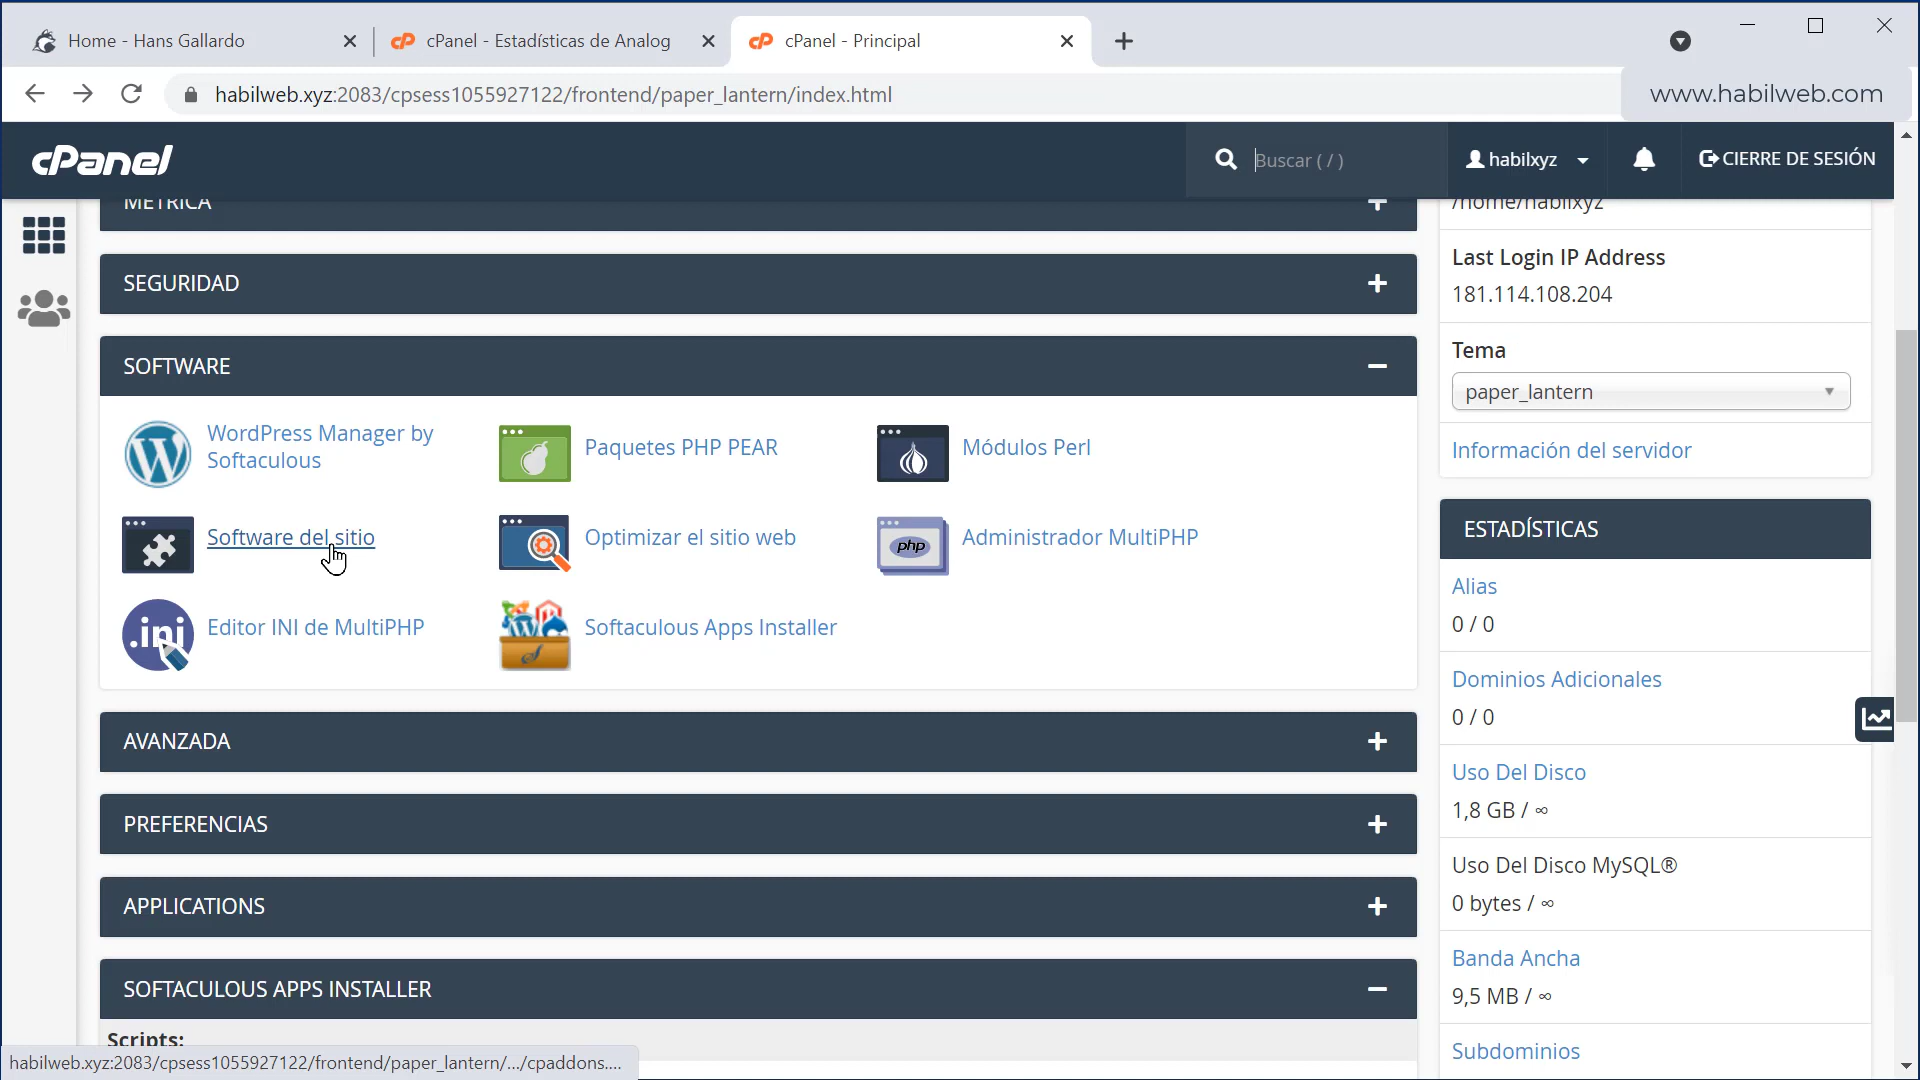 Home - Hans Gallardo
cPanel - Estadísticas de Analog
cPanel - Principal
habilweb.xyz:2083/cpsess1055927122/frontend/paper_lantern/index.html
www.habilweb.com
cPanel
Buscar ( / )
habilxyz
CIERRE DE SESIÓN
MÉTRICA
/home/habilxyz
SEGURIDAD
Last Login IP Address
181.114.108.204
SOFTWARE
Tema
paper_lantern
Información del servidor
WordPress Manager by
Softaculous
Paquetes PHP PEAR
Módulos Perl
Software del sitio
Optimizar el sitio web
php
Administrador MultiPHP
.ini
Editor INI de MultiPHP
Softaculous Apps Installer
ESTADÍSTICAS
Alias
0 / 0
Dominios Adicionales
0 / 0
AVANZADA
Uso Del Disco
1,8 GB / ∞
PREFERENCIAS
Uso Del Disco MySQL®
0 bytes / ∞
APPLICATIONS
Banda Ancha
9,5 MB / ∞
SOFTACULOUS APPS INSTALLER
Scripts:
Subdominios
habilweb.xyz:2083/cpsess1055927122/frontend/paper_lantern/.../cpaddons....